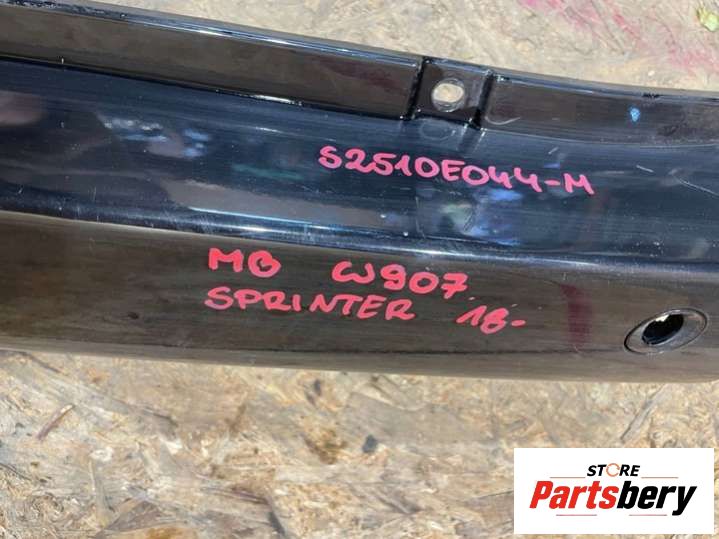 S2510E044-M
MB W907
SPRINTER 18-
STORE
Partsbery